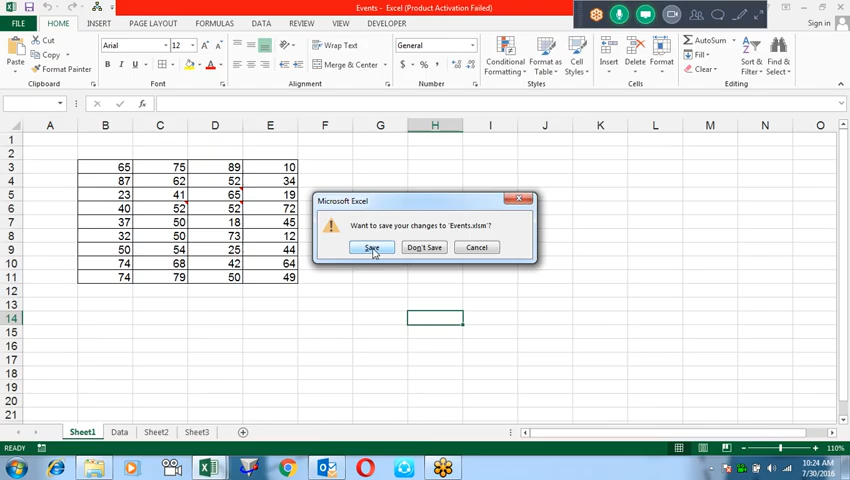 Events - Excel (Product Activation Failed)
FILE HOME INSERT PAGE LAYOUT FORMULAS DATA REVIEW VIEW DEVELOPER Sign in
Cut
Copy
Format Painter
Paste
Clipboard
Arial 12
B I U
Font
Wrap Text
Merge & Center
Alignment
General
$ % ,
Number
Conditional Formatting
Format as Table
Cell Styles
Styles
Insert Delete Format
Cells
AutoSum
Fill
Clear
Sort & Filter
Find & Select
Editing
fx
A B C D E F G H I J K L M N O
1
2
3 65 75 89 10
4 87 62 52 34
5 23 41 65 19
6 40 52 52 72
7 37 50 18 45
8 32 50 73 12
9 50 54 25 44
10 74 68 42 64
11 74 79 50 49
12
13
14
15
16
17
18
19
20
21
Microsoft Excel
Want to save your changes to 'Events.xlsm'?
Save Don't Save Cancel
Sheet1 Data Sheet2 Sheet3
READY 110%
10:24 AM
7/30/2016